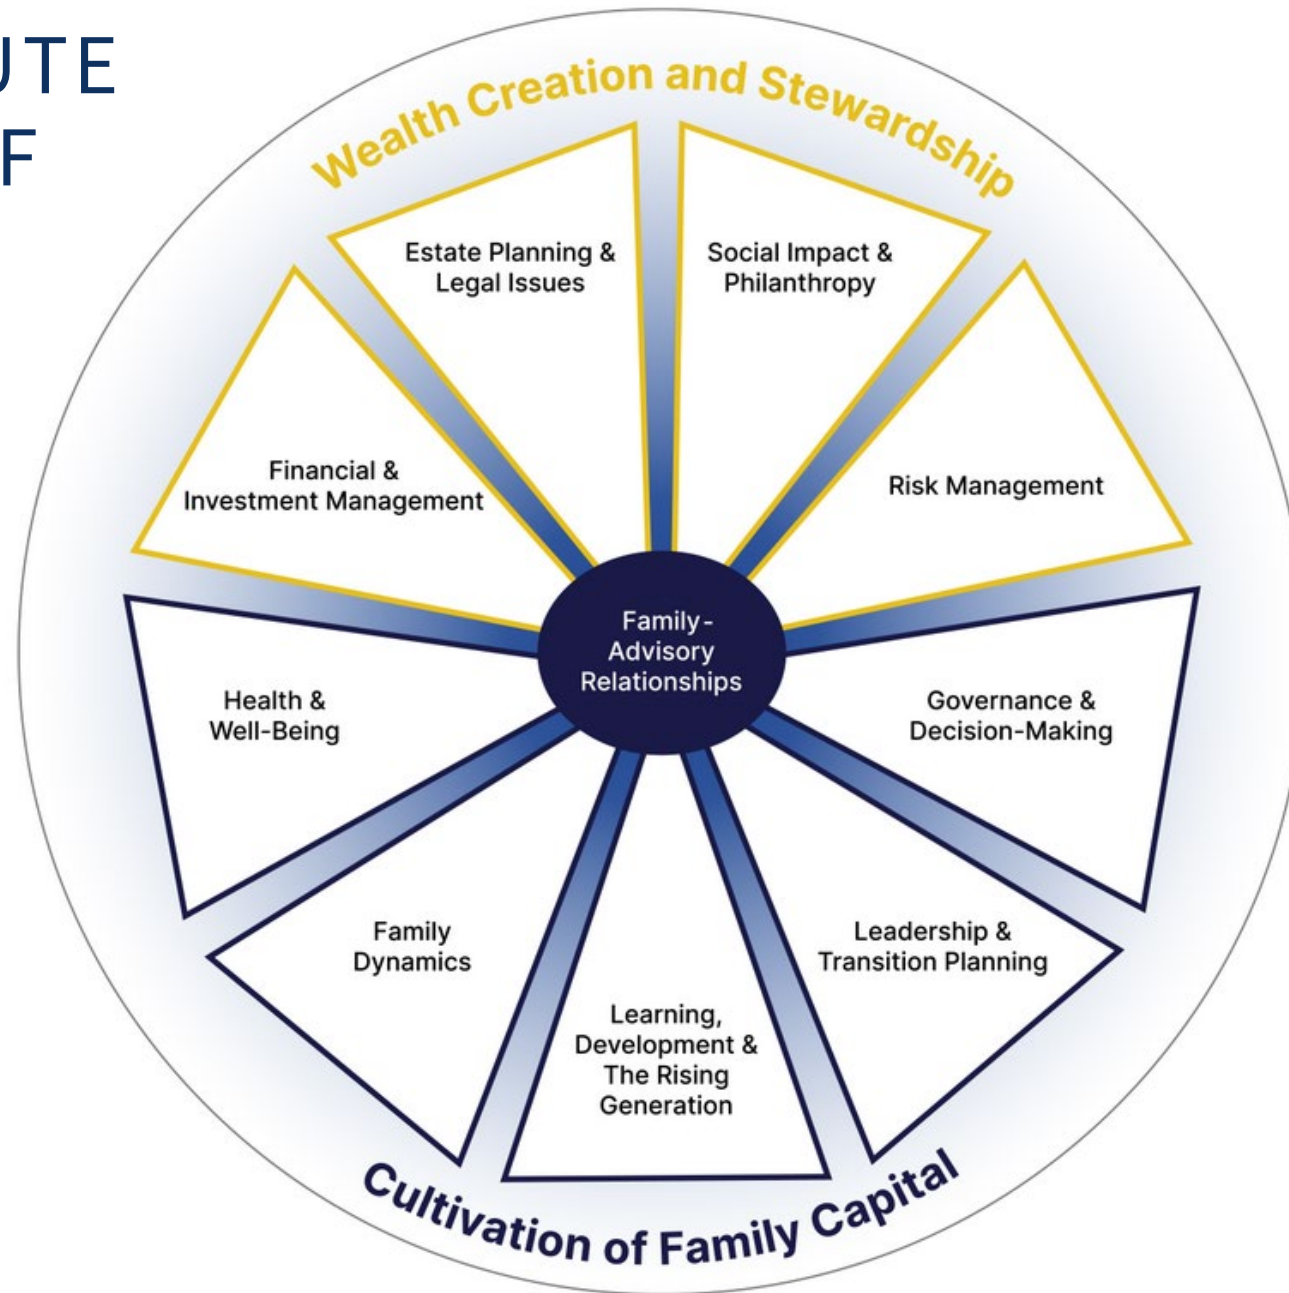 UTE
F
Wealth Creation and Stewardship
Estate Planning &
Legal Issues
Social Impact &
Philanthropy
Financial &
Investment Management
Risk Management
Family-
Advisory
Relationships
Health &
Well-Being
Governance &
Decision-Making
Family
Dynamics
Leadership &
Transition Planning
Learning,
Development &
The Rising
Generation
Cultivation of Family Capital